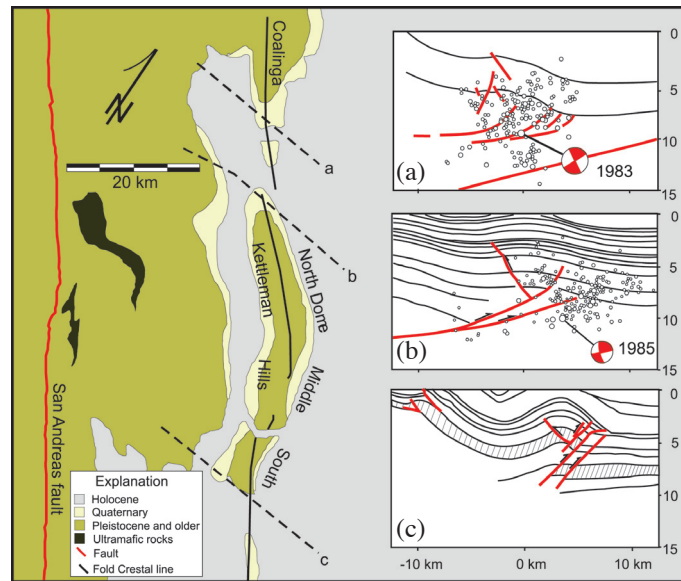 Coalinga
20 km
a
b
c
Kettleman
Hills
North Dome
Middle
South
San Andreas fault
Explanation
Holocene
Quaternary
Pleistocene and older
Ultramafic rocks
Fault
Fold Crestal line
(a)
1983
0
5
10
15
(b)
1985
0
5
10
15
(c)
0
5
10
15
-10 km
0 km
10 km